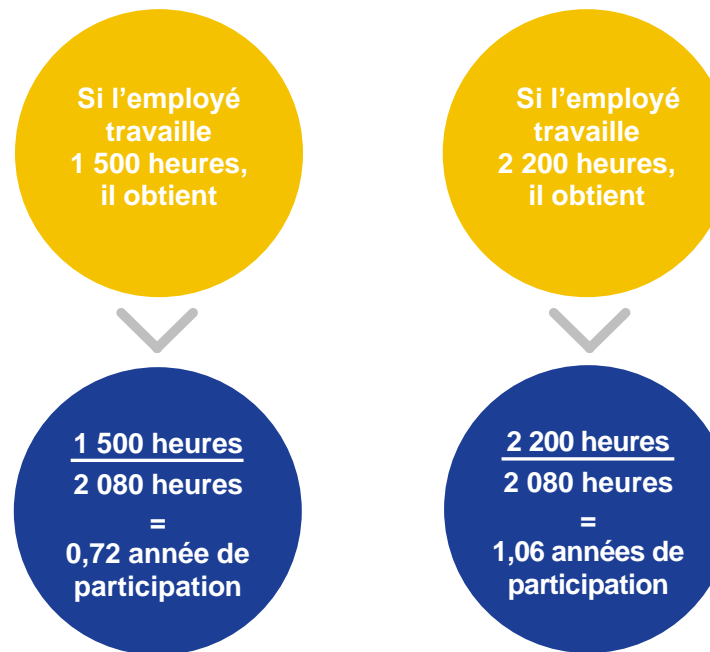 Si l’employé
travaille
1 500 heures,
il obtient
1 500 heures
2 080 heures
=
0,72 année de
participation
Si l’employé
travaille
2 200 heures,
il obtient
2 200 heures
2 080 heures
=
1,06 années de
participation